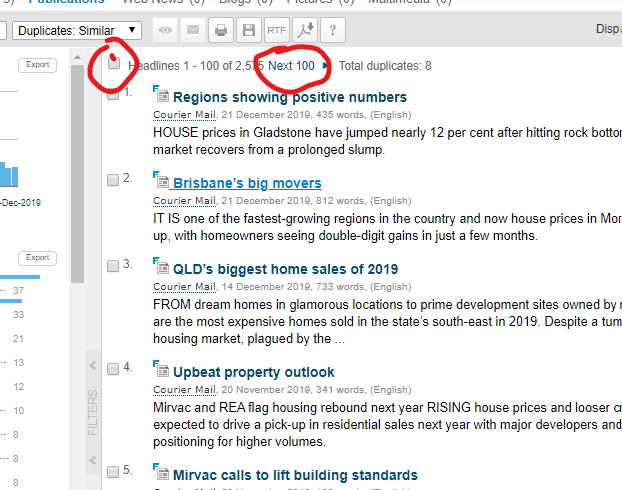 Publications Web News (0) Blogs (0) Pictures (0) Multimedia (0)
Duplicates: Similar RTF ? Disp
Export
Headlines 1 - 100 of 2,5 5 Next 100 Total duplicates: 8
1. Regions showing positive numbers
Courier Mail, 21 December 2019, 435 words, (English)
HOUSE prices in Gladstone have jumped nearly 12 per cent after hitting rock botto
market recovers from a prolonged slump.
-Dec-2019
2. Brisbane's big movers
Courier Mail, 21 December 2019, 812 words, (English)
IT IS one of the fastest-growing regions in the country and now house prices in Mor
up, with homeowners seeing double-digit gains in just a few months.
Export
3. QLD's biggest home sales of 2019
Courier Mail, 14 December 2019, 733 words, (English)
FROM dream homes in glamorous locations to prime development sites owned by
are the most expensive homes sold in the state's south-east in 2019. Despite a tum
housing market, plagued by the ...
37
33
21
13
12
10
8
8
8
FILTERS
4. Upbeat property outlook
Courier Mail, 20 November 2019, 341 words, (English)
Mirvac and REA flag housing rebound next year RISING house prices and looser cr
expected to drive a pick-up in residential sales next year with major developers and
positioning for higher volumes.
5. Mirvac calls to lift building standards